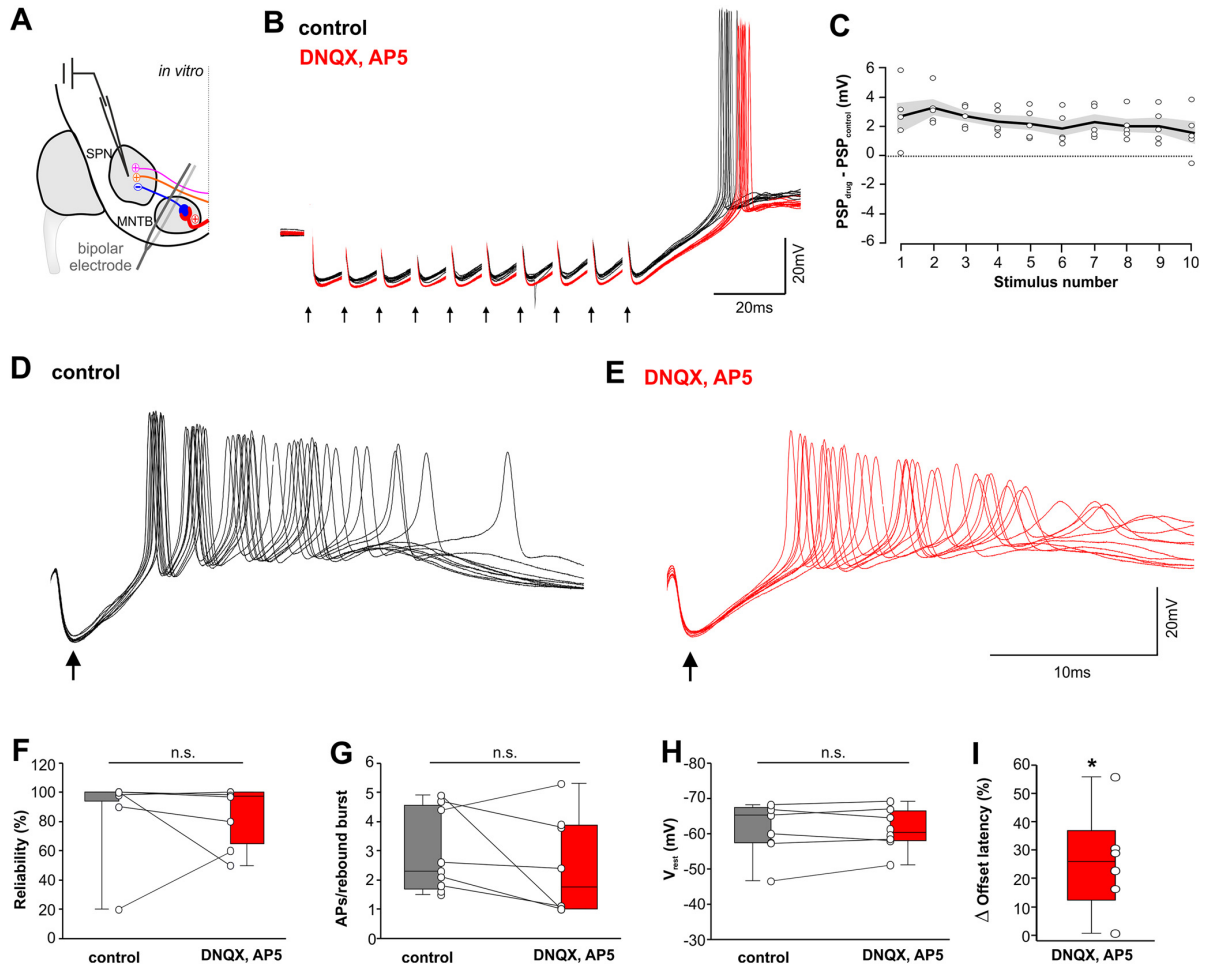 A
in vitro
SPN
MNTB
bipolar
electrode
B control
DNQX, AP5
20mV
20ms
C
PSPdrug - PSPcontrol (mV)
6
4
2
0
-2
-4
-6
1 2 3 4 5 6 7 8 9 10
Stimulus number
D control
E DNQX, AP5
20mV
10ms
F
n.s.
Reliability (%)
120
100
80
60
40
20
0
control DNQX, AP5
G
n.s.
APs/rebound burst
6
5
4
3
2
1
0
control DNQX, AP5
H
n.s.
Vrest (mV)
-80
-70
-60
-50
-40
-30
control DNQX, AP5
I
*
Δ Offset latency (%)
60
50
40
30
20
10
0
DNQX, AP5